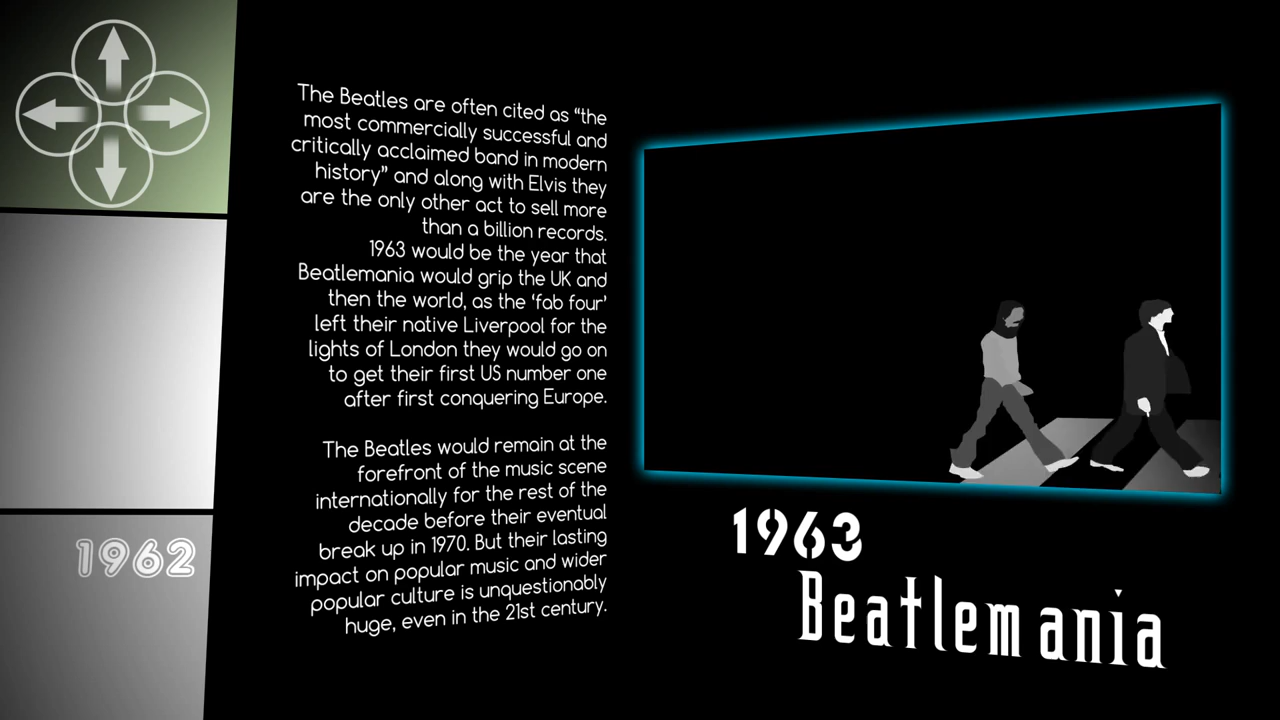 The Beatles are often cited as “the
most commercially successful and
critically acclaimed band in modern
history” and along with Elvis they
are the only other act to sell more
than a billion records.
1963 would be the year that
Beatlemania would grip the UK and
then the world, as the ‘fab four’
left their native Liverpool for the
lights of London they would go on
to get their first US number one
after first conquering Europe.
The Beatles would remain at the
forefront of the music scene
internationally for the rest of the
decade before their eventual
break up in 1970. But their lasting
impact on popular music and wider
popular culture is unquestionably
huge, even in the 21st century.
1963
Beatlemania
1962